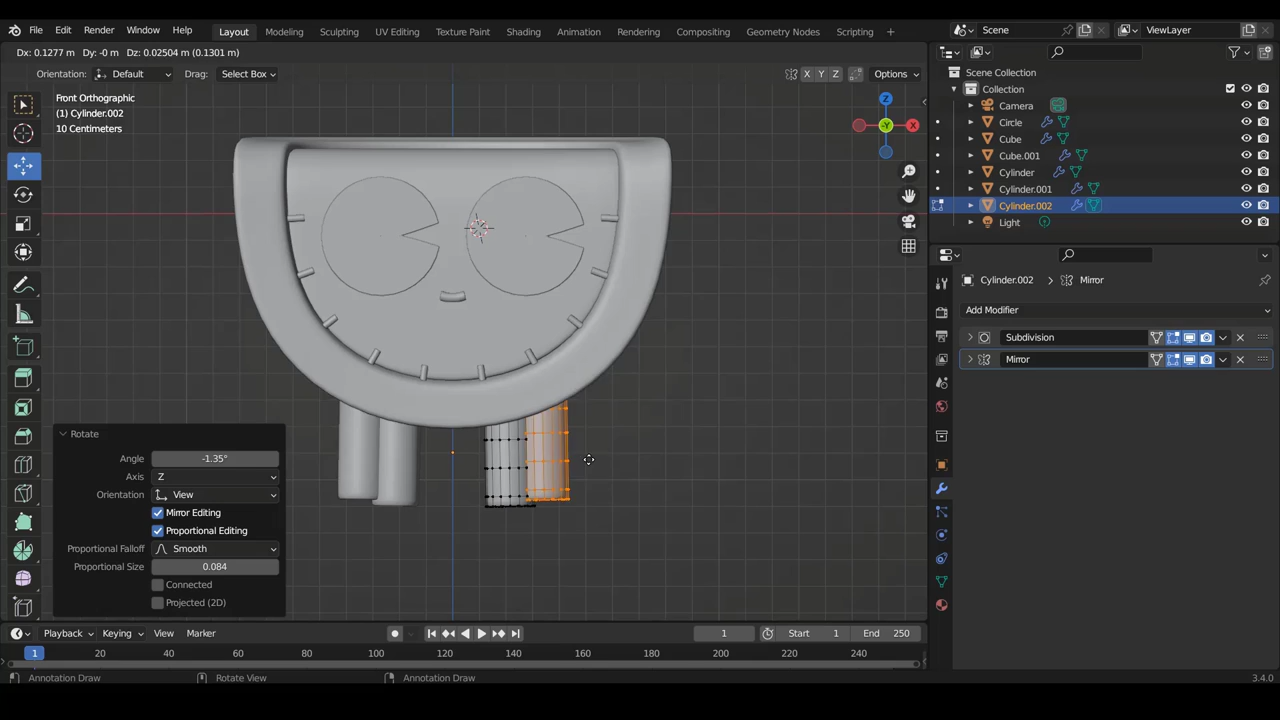 File Edit Render Window Help Layout Modeling Sculpting UV Editing Texture Paint Shading Animation Rendering Compositing Geometry Nodes Scripting + Scene ViewLayer
Dx: 0.1277 m Dy: -0 m Dz: 0.02504 m (0.1301 m)
Orientation: Default Drag: Select Box X Y Z Options
Front Orthographic
(1) Cylinder.002
10 Centimeters
Z
X
-Y
Scene Collection
Collection
Camera
Circle
Cube
Cube.001
Cylinder
Cylinder.001
Cylinder.002
Light
Cylinder.002 > Mirror
Add Modifier
Subdivision
Mirror
Rotate
Angle -1.35°
Axis Z
Orientation View
Mirror Editing
Proportional Editing
Proportional Falloff Smooth
Proportional Size 0.084
Connected
Projected (2D)
Playback Keying View Marker 1 Start 1 End 250
1 20 40 60 80 100 120 140 160 180 200 220 240
Annotation Draw Rotate View Annotation Draw 3.4.0